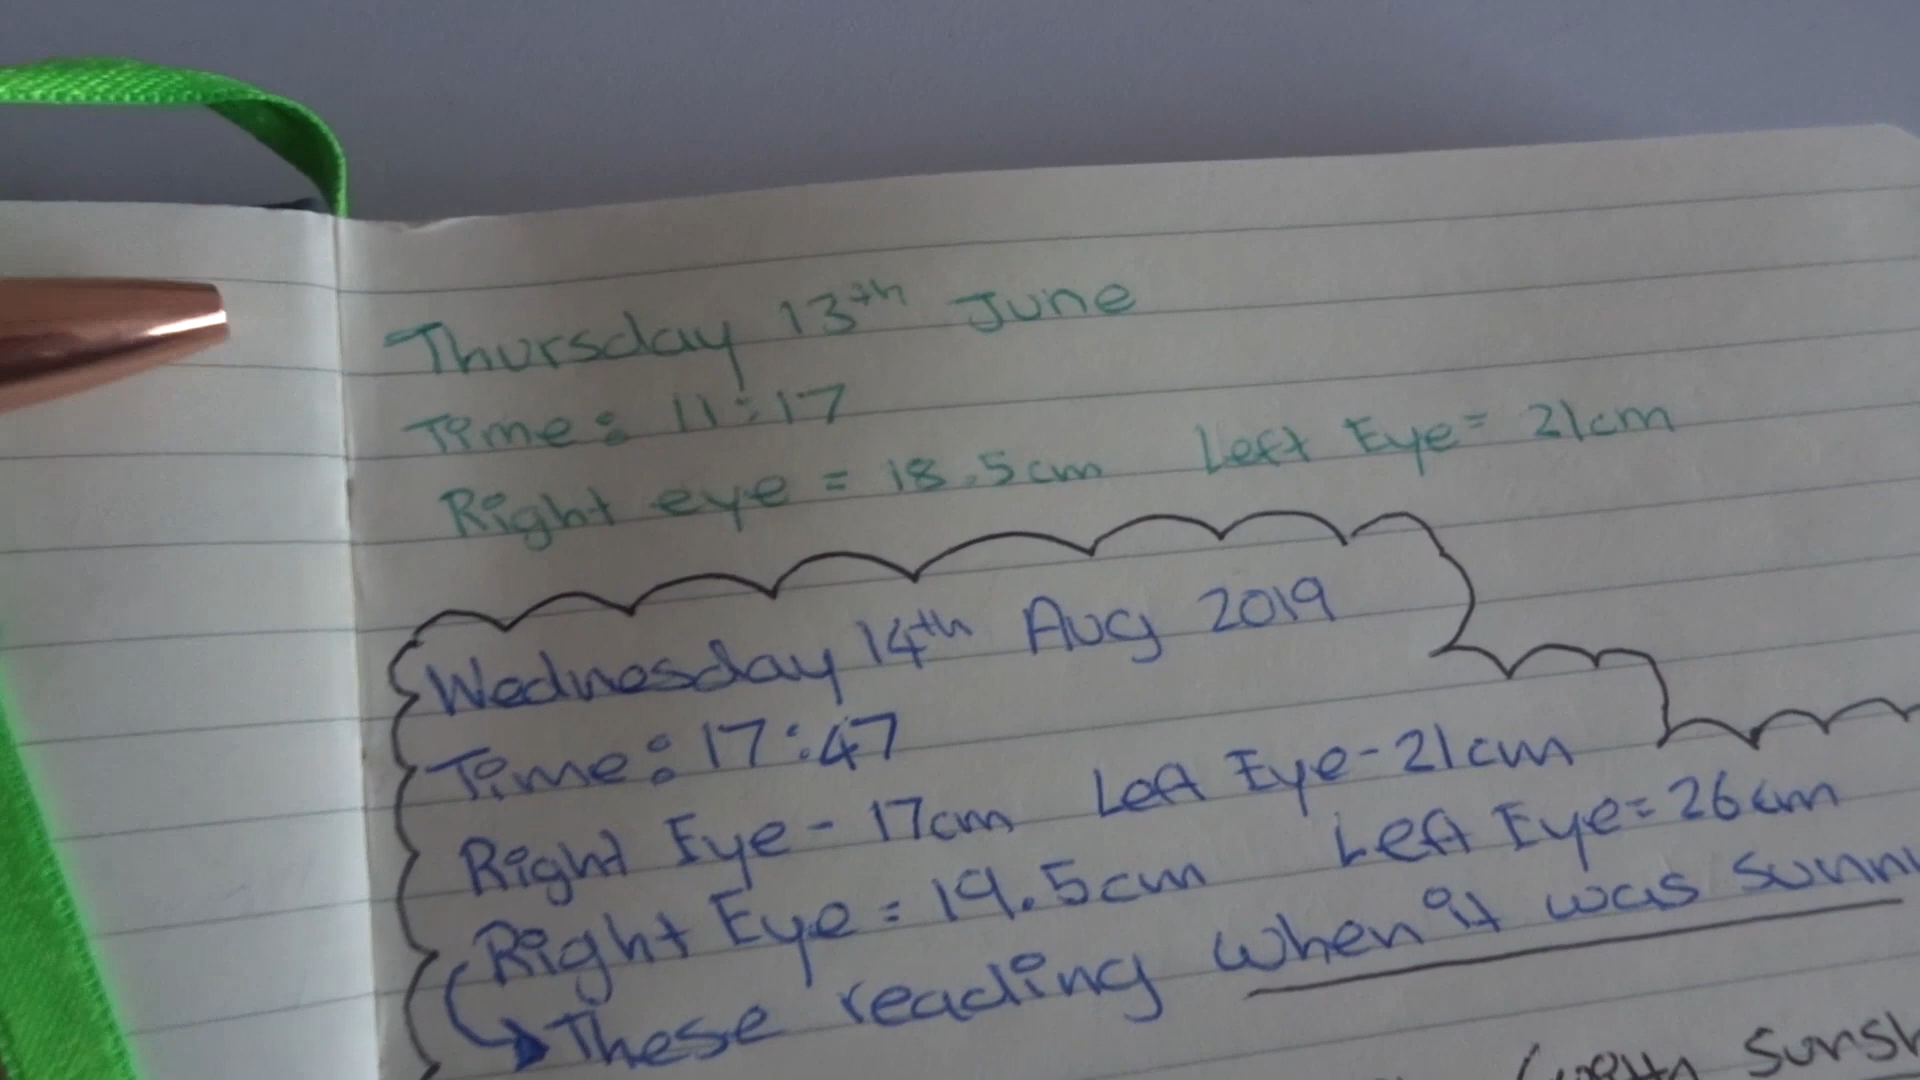 Thursday 13th June
Time: 11:17
Right eye = 18.5cm Left Eye = 21cm
Wednesday 14th Aug 2019
Time: 17:47
Right Eye - 17cm Left Eye - 21cm
Right Eye = 19.5cm Left Eye = 26cm
These reading when it was sunn